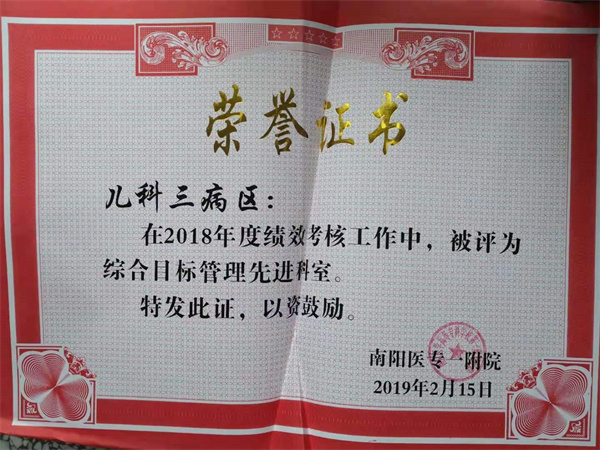 荣誉证书
儿科三病区：
在2018年度绩效考核工作中，被评为
综合目标管理先进科室。
特发此证，以资鼓励。
南阳医专一附院
2019年2月15日